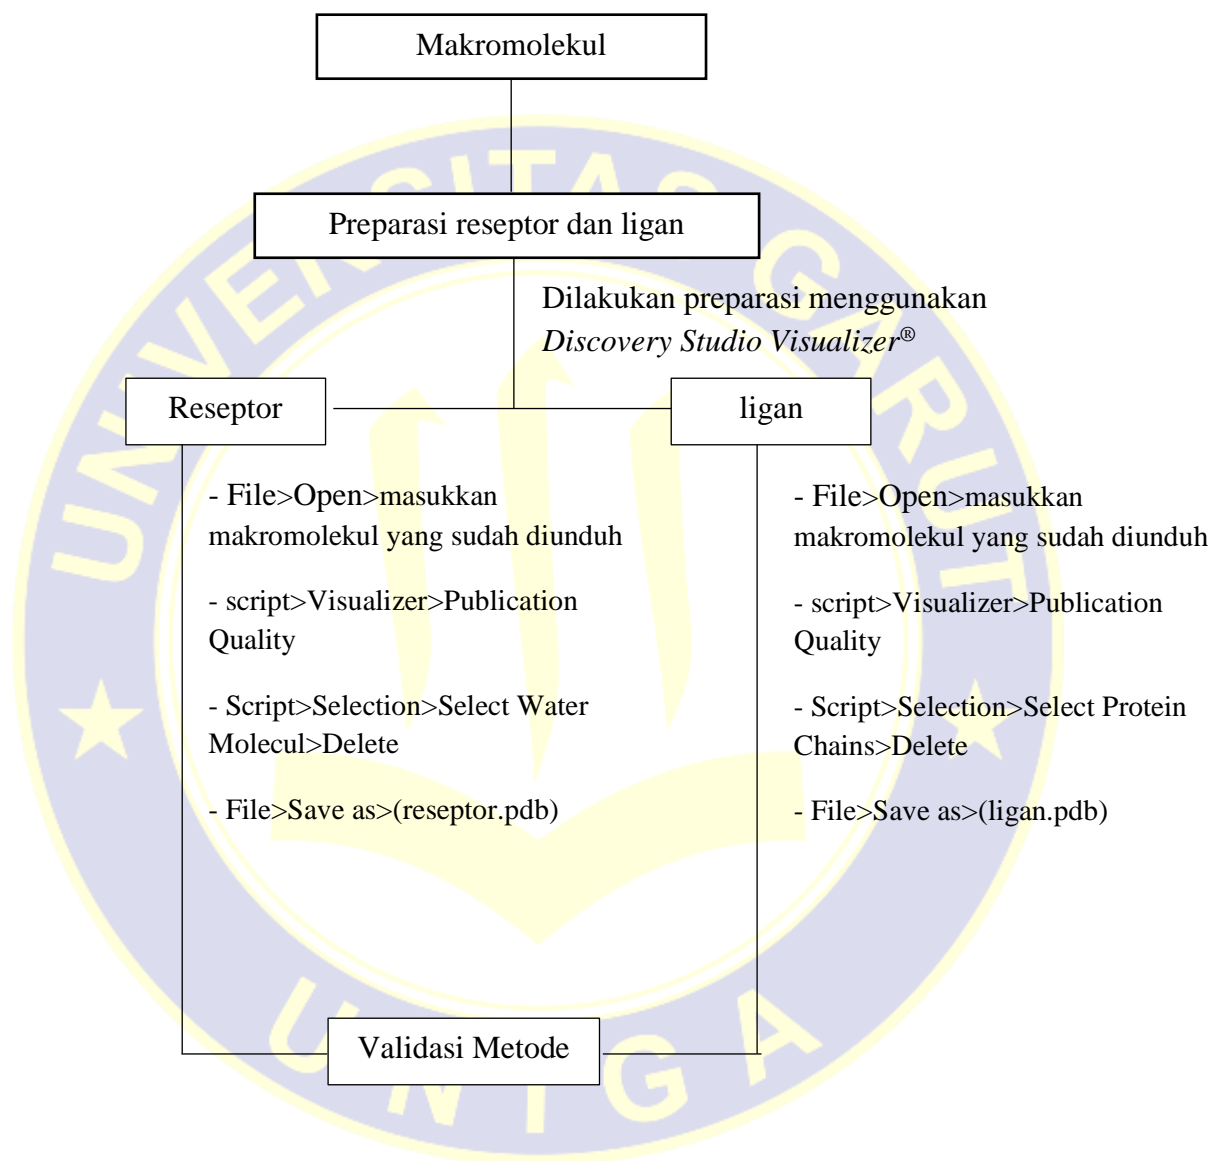 Makromolekul
Preparasi reseptor dan ligan
Dilakukan preparasi menggunakan
Discovery Studio Visualizer®
Reseptor
ligan
- File>Open>masukkan
makromolekul yang sudah diunduh
- script>Visualizer>Publication
Quality
- Script>Selection>Select Water
Molecul>Delete
- File>Save as>(reseptor.pdb)
- File>Open>masukkan
makromolekul yang sudah diunduh
- script>Visualizer>Publication
Quality
- Script>Selection>Select Protein
Chains>Delete
- File>Save as>(ligan.pdb)
Validasi Metode
UNIVERSITAS GARUT
UNIGA